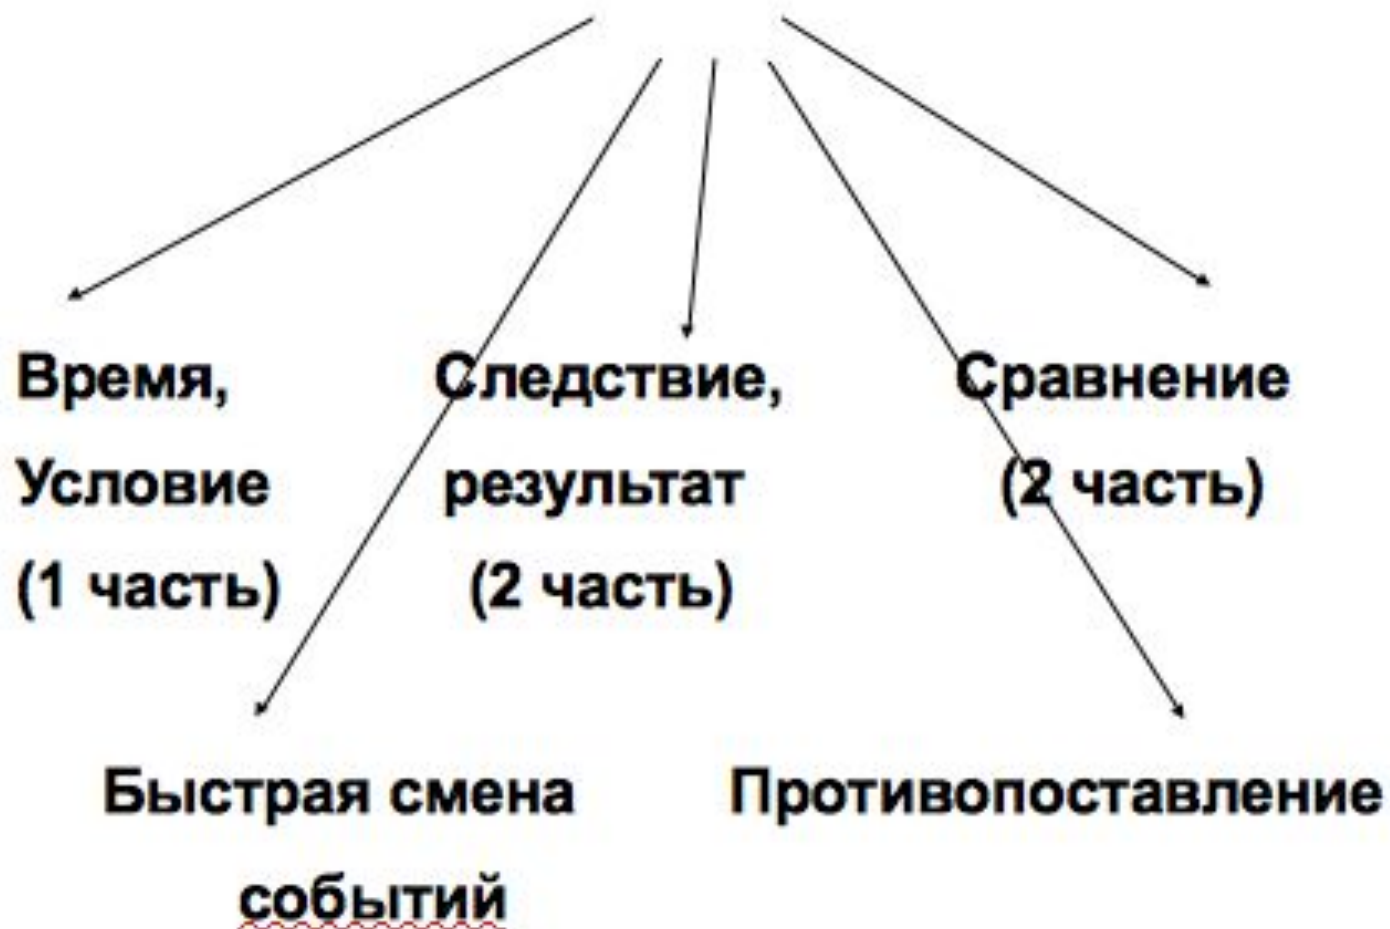 Время,
Условие
(1 часть)
Следствие,
результат
(2 часть)
Сравнение
(2 часть)
Быстрая смена
событий
Противопоставление